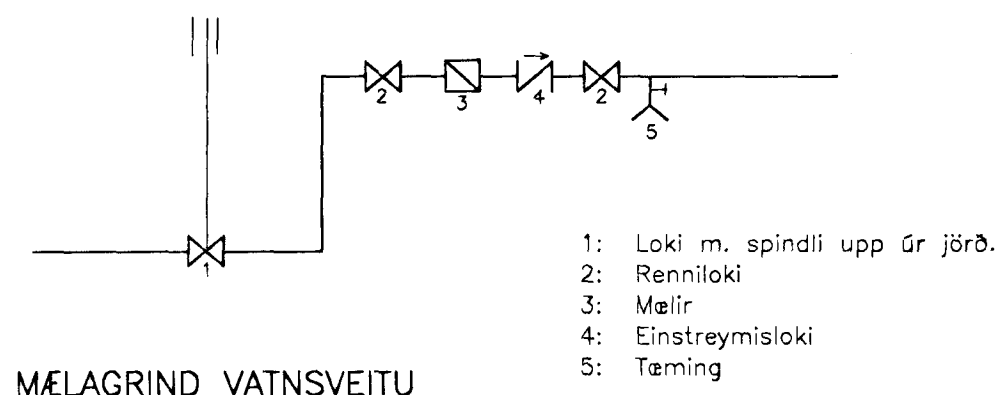 2
3
4
2
5
1
1: Loki m. spindli upp úr jörð.
2: Renniloki
3: Mælir
4: Einstreymisloki
5: Tæming
MÆLAGRIND VATNSVEITU